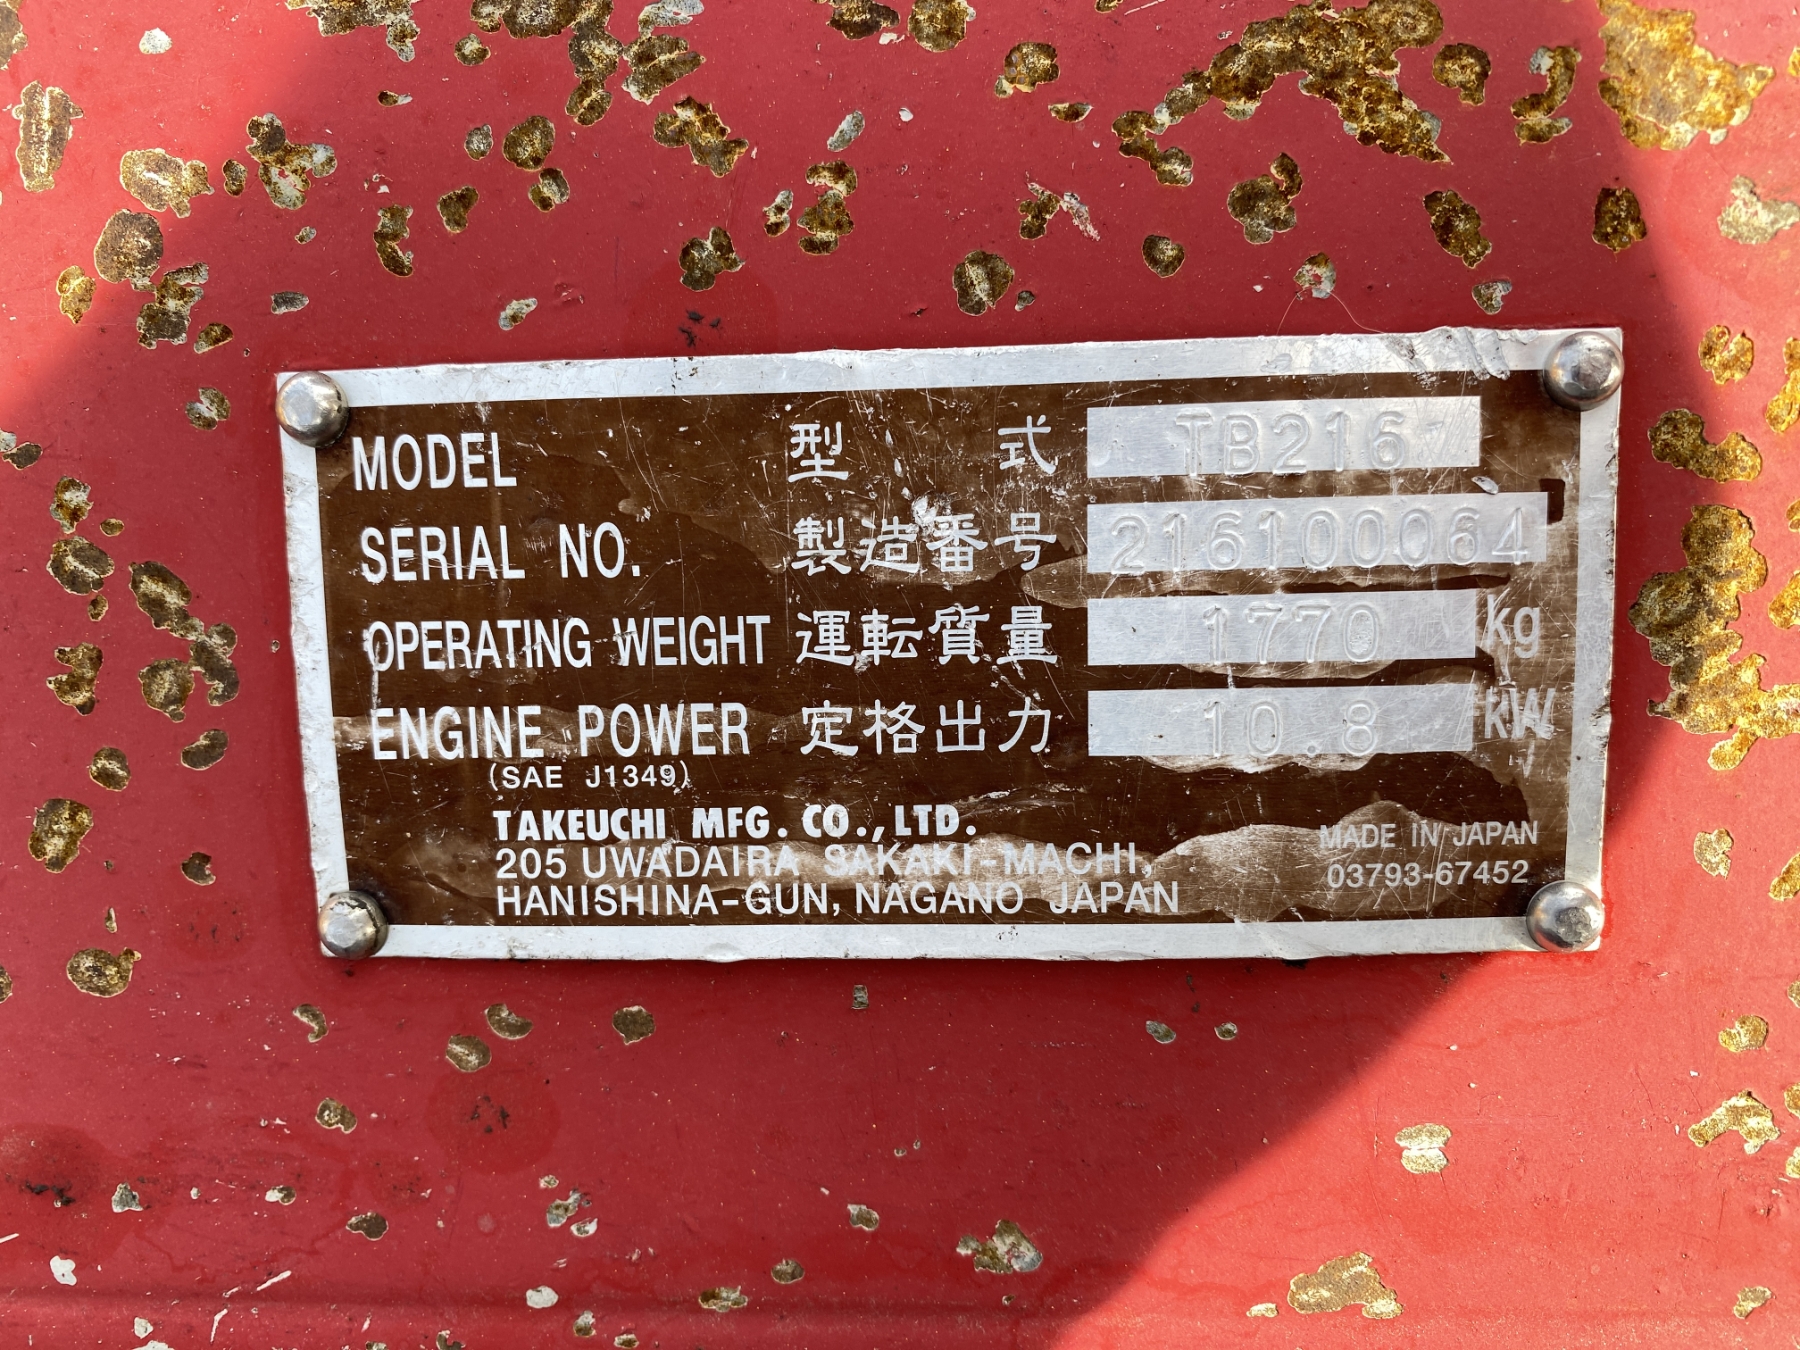 MODEL 型式 TB216
SERIAL NO. 製造番号 216100064
OPERATING WEIGHT 運転質量 1770 kg
ENGINE POWER 定格出力 10.8 kW
(SAE J1349)
TAKEUCHI MFG. CO., LTD.
205 UWADAIRA SAKAKI-MACHI,
HANISHINA-GUN, NAGANO JAPAN
MADE IN JAPAN
03793-67452